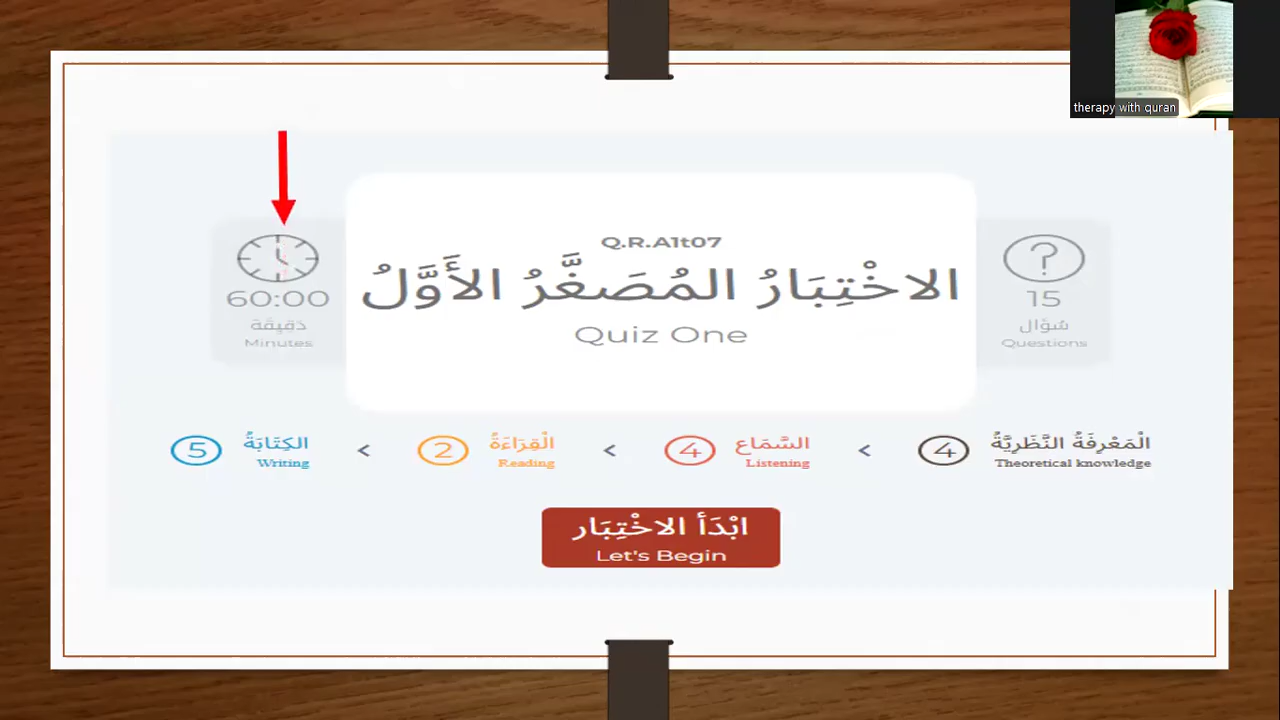 therapy with quran
Q.R.A1t07
الاخْتِبَارُ المُصَغَّرُ الأَوَّلُ
Quiz One
15
سُؤَال
Questions
60:00
دَقِيقَة
Minutes
4 الْمَعْرِفَةُ النَّظَرِيَّةُ
Theoretical knowledge
<
4 السَّمَاع
Listening
<
2 الْقِرَاءَةُ
Reading
<
5 الكِتَابَةُ
Writing
ابْدَأ الاخْتِبَار
Let's Begin